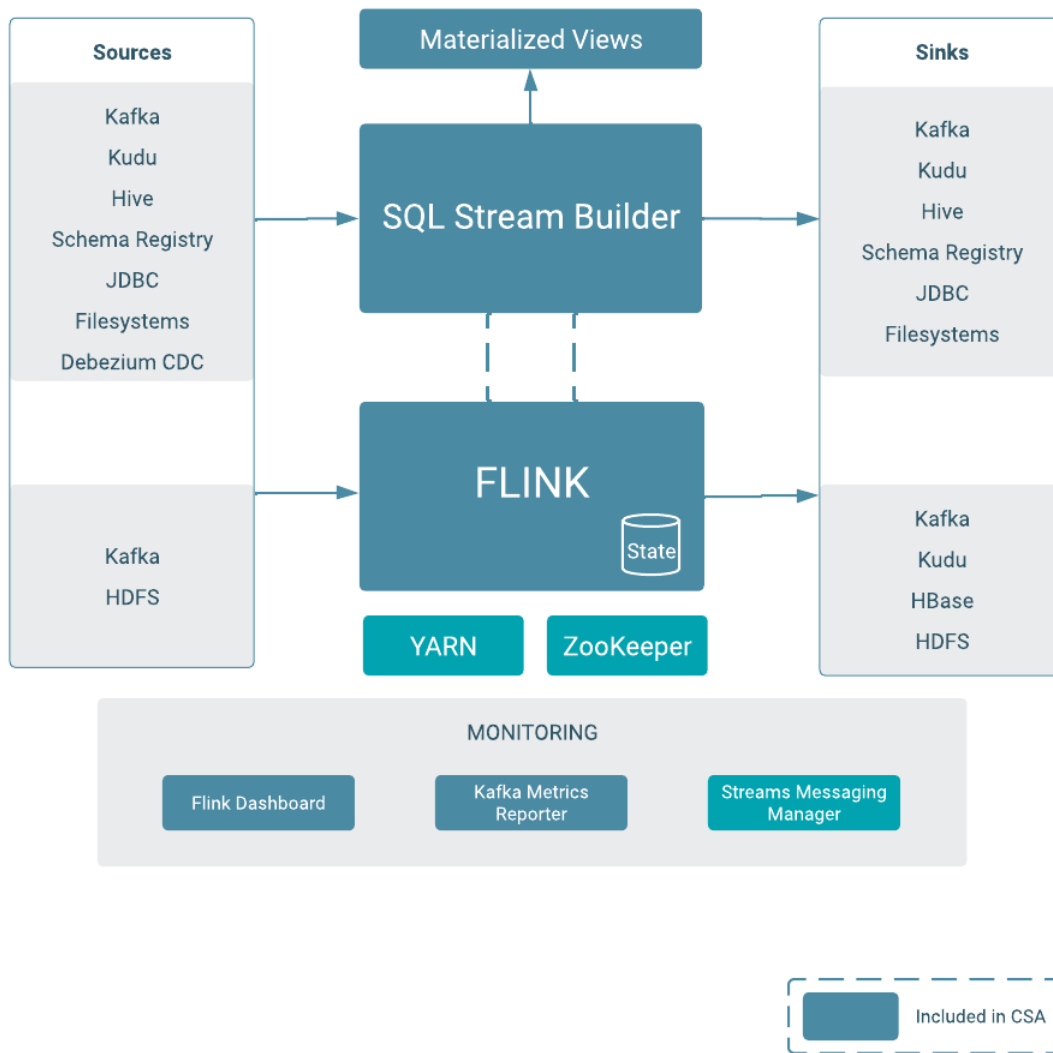 Sources
Kafka
Kudu
Hive
Schema Registry
JDBC
Filesystems
Debezium CDC
Kafka
HDFS
Materialized Views
SQL Stream Builder
FLINK
State
YARN
ZooKeeper
Sinks
Kafka
Kudu
Hive
Schema Registry
JDBC
Filesystems
Kafka
Kudu
HBase
HDFS
MONITORING
Flink Dashboard
Kafka Metrics
Reporter
Streams Messaging
Manager
Included in CSA